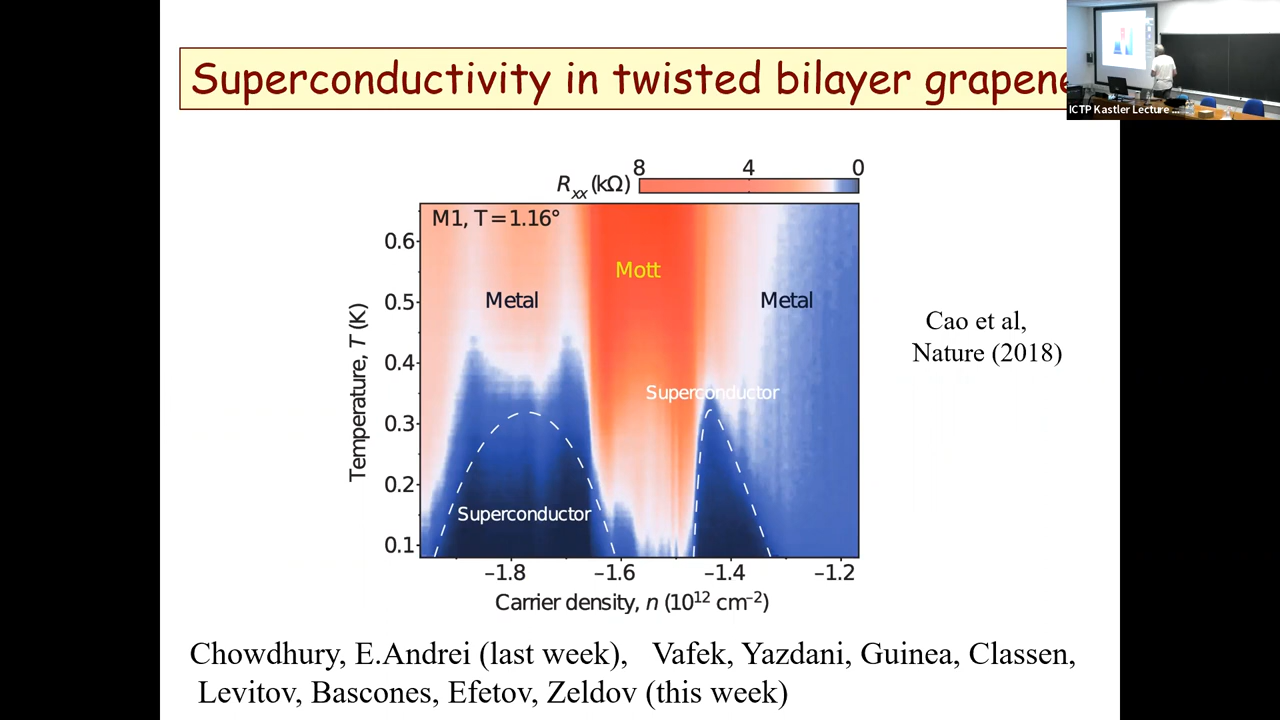 Superconductivity in twisted bilayer grapene
ICTP Kastler Lecture ...
8 4 0
Rxx (kΩ)
M1, T = 1.16°
0.6
0.5
0.4
0.3
0.2
0.1
Temperature, T (K)
Mott
Metal
Metal
Superconductor
Superconductor
−1.8 −1.6 −1.4 −1.2
Carrier density, n (10¹² cm⁻²)
Cao et al,
Nature (2018)
Chowdhury, E.Andrei (last week), Vafek, Yazdani, Guinea, Classen,
Levitov, Bascones, Efetov, Zeldov (this week)